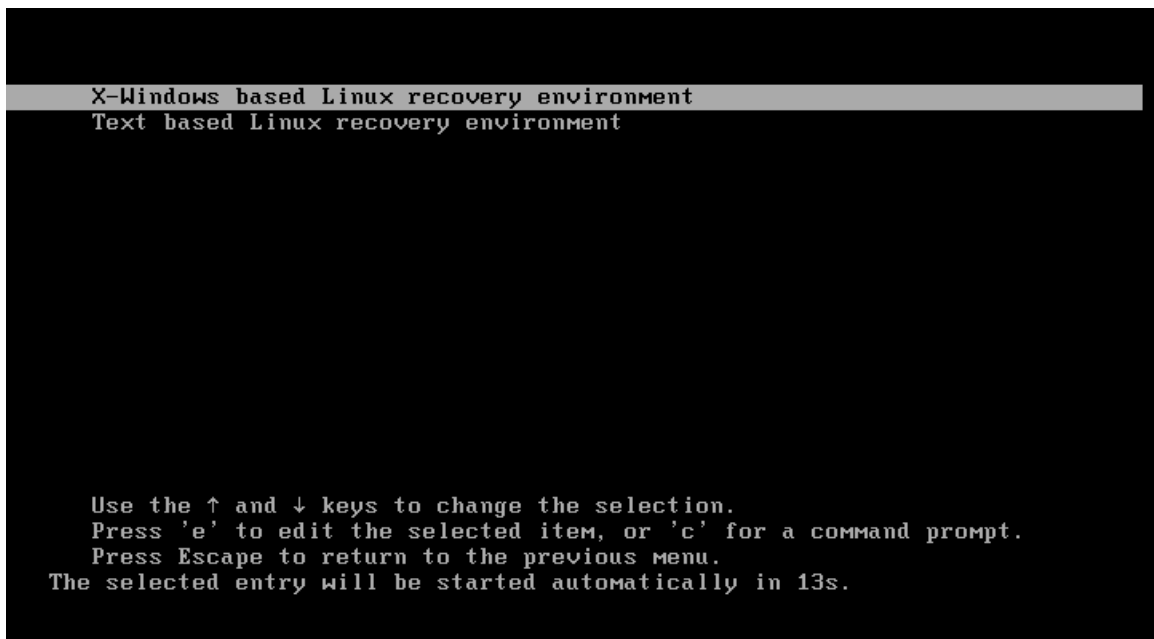 X-Windows based Linux recovery environment
Text based Linux recovery environment
Use the ↑ and ↓ keys to change the selection.
Press 'e' to edit the selected item, or 'c' for a command prompt.
Press Escape to return to the previous menu.
The selected entry will be started automatically in 13s.